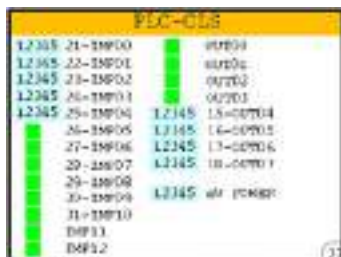 PLC-CLS
12345 21-INP00 OUT00
12345 22-INP01 OUT01
12345 23-INP02 OUT02
12345 24-INP03 OUT03
12345 25-INP04 12345 15-OUT04
26-INP05 12345 16-OUT05
27-INP06 12345 17-OUT06
28-INP07 12345 18-OUT07
29-INP08
30-INP09 12345
31-INP10
INP11
INP12